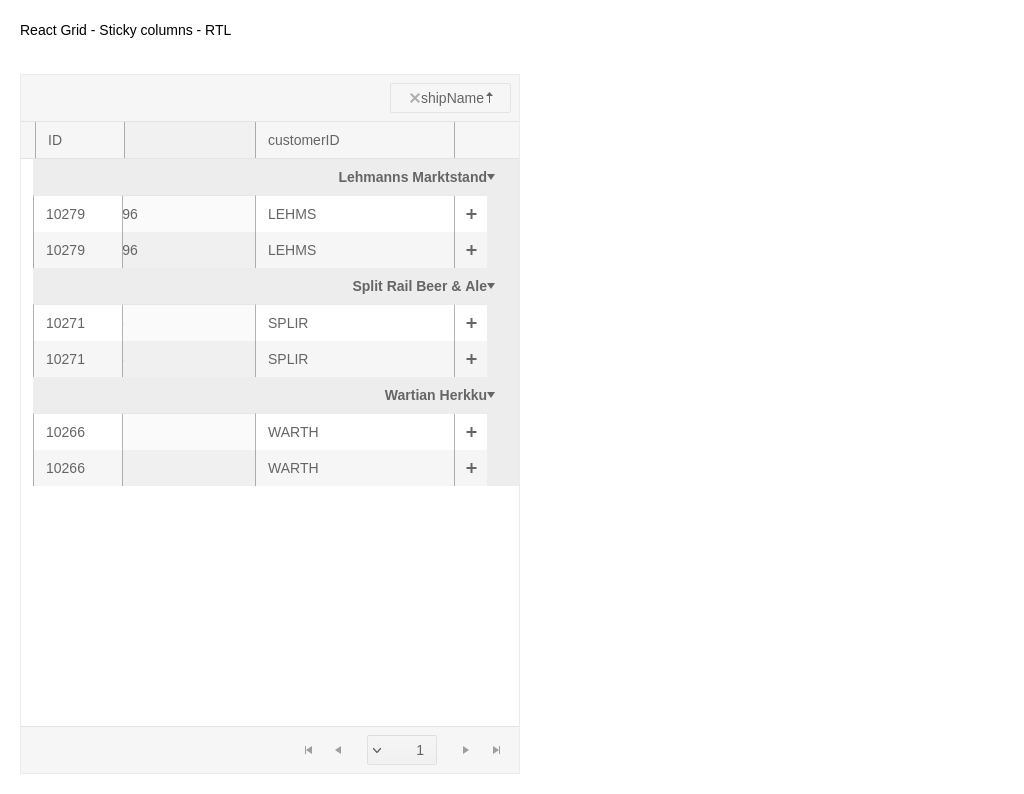 React Grid - Sticky columns - RTL
shipName
ID customerID
Lehmanns Marktstand
10279 96 LEHMS +
10279 96 LEHMS +
Split Rail Beer & Ale
10271 SPLIR +
10271 SPLIR +
Wartian Herkku
10266 WARTH +
10266 WARTH +
1